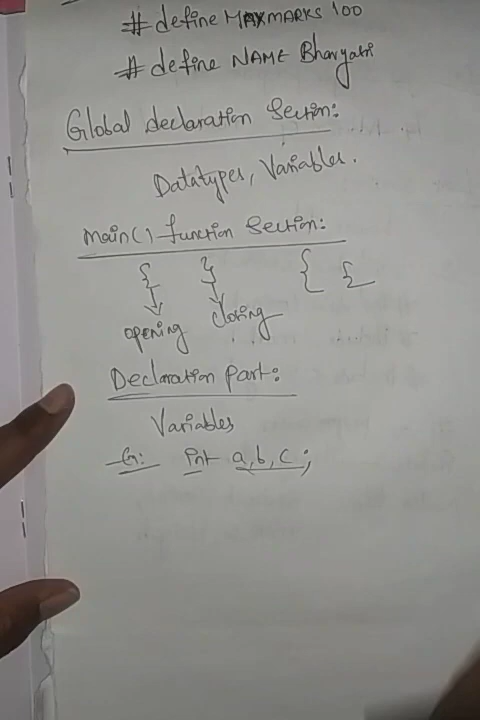 # define MAXMARKS 100
# define NAME Bharyatri
Global declaration Section:
Datatypes, Variables.
Main() function Section:
{ } {
opening closing
Declaration Part:
Variables
Eg: int a,b,c;